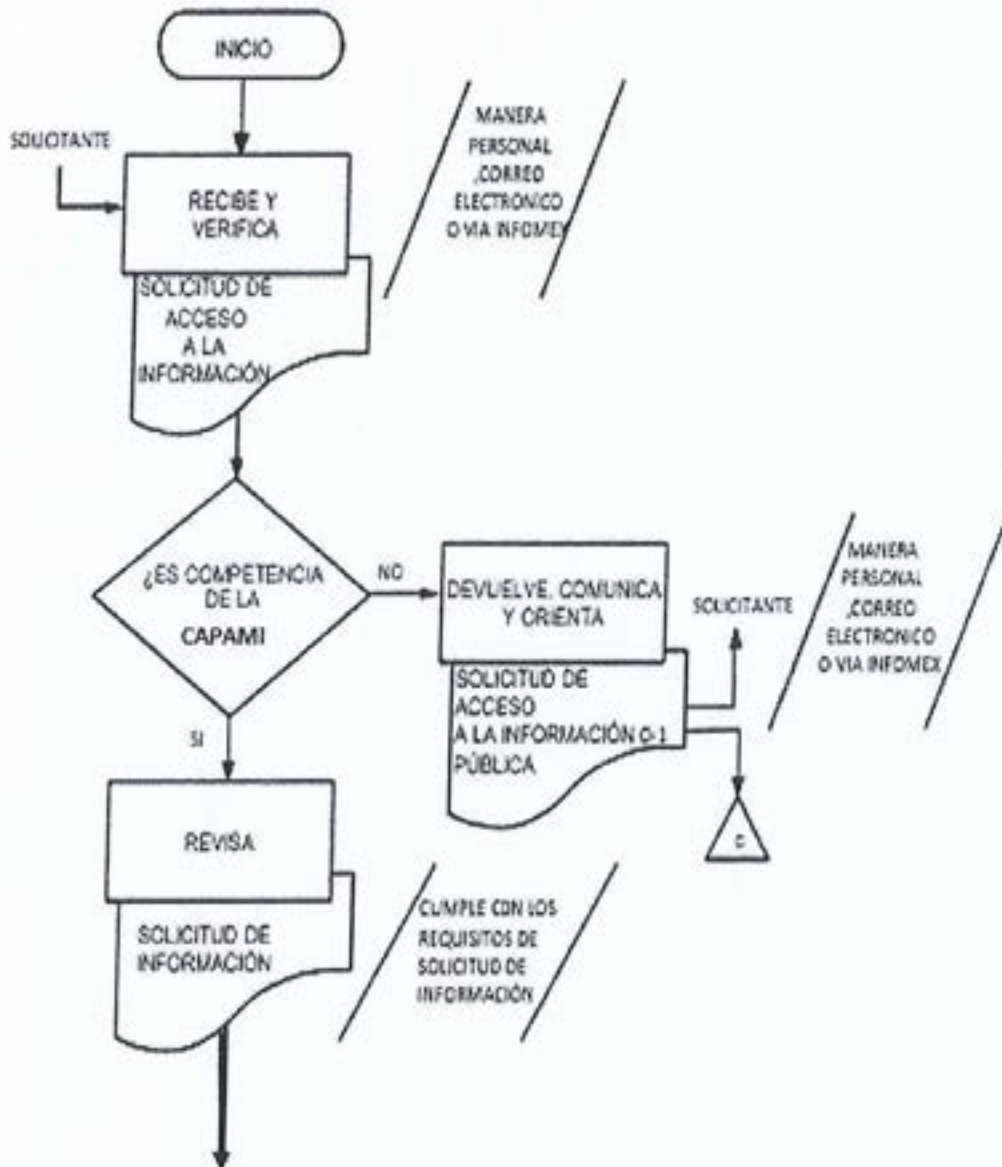 INICIO
SOLICITANTE
RECIBE Y
VERIFICA
MANERA
PERSONAL
,CORREO
ELECTRONICO
O VIA INFOMEX
SOLICITUD DE
ACCESO
A LA
INFORMACIÓN
¿ES COMPETENCIA
DE LA
CAPAMI
NO
DEVUELVE, COMUNICA
Y ORIENTA
SOLICITANTE
MANERA
PERSONAL
,CORREO
ELECTRONICO
O VIA INFOMEX
SOLICITUD DE
ACCESO
A LA INFORMACIÓN 0-1
PÚBLICA
C
SI
REVISA
SOLICITUD DE
INFORMACIÓN
CUMPLE CON LOS
REQUISITOS DE
SOLICITUD DE
INFORMACIÓN